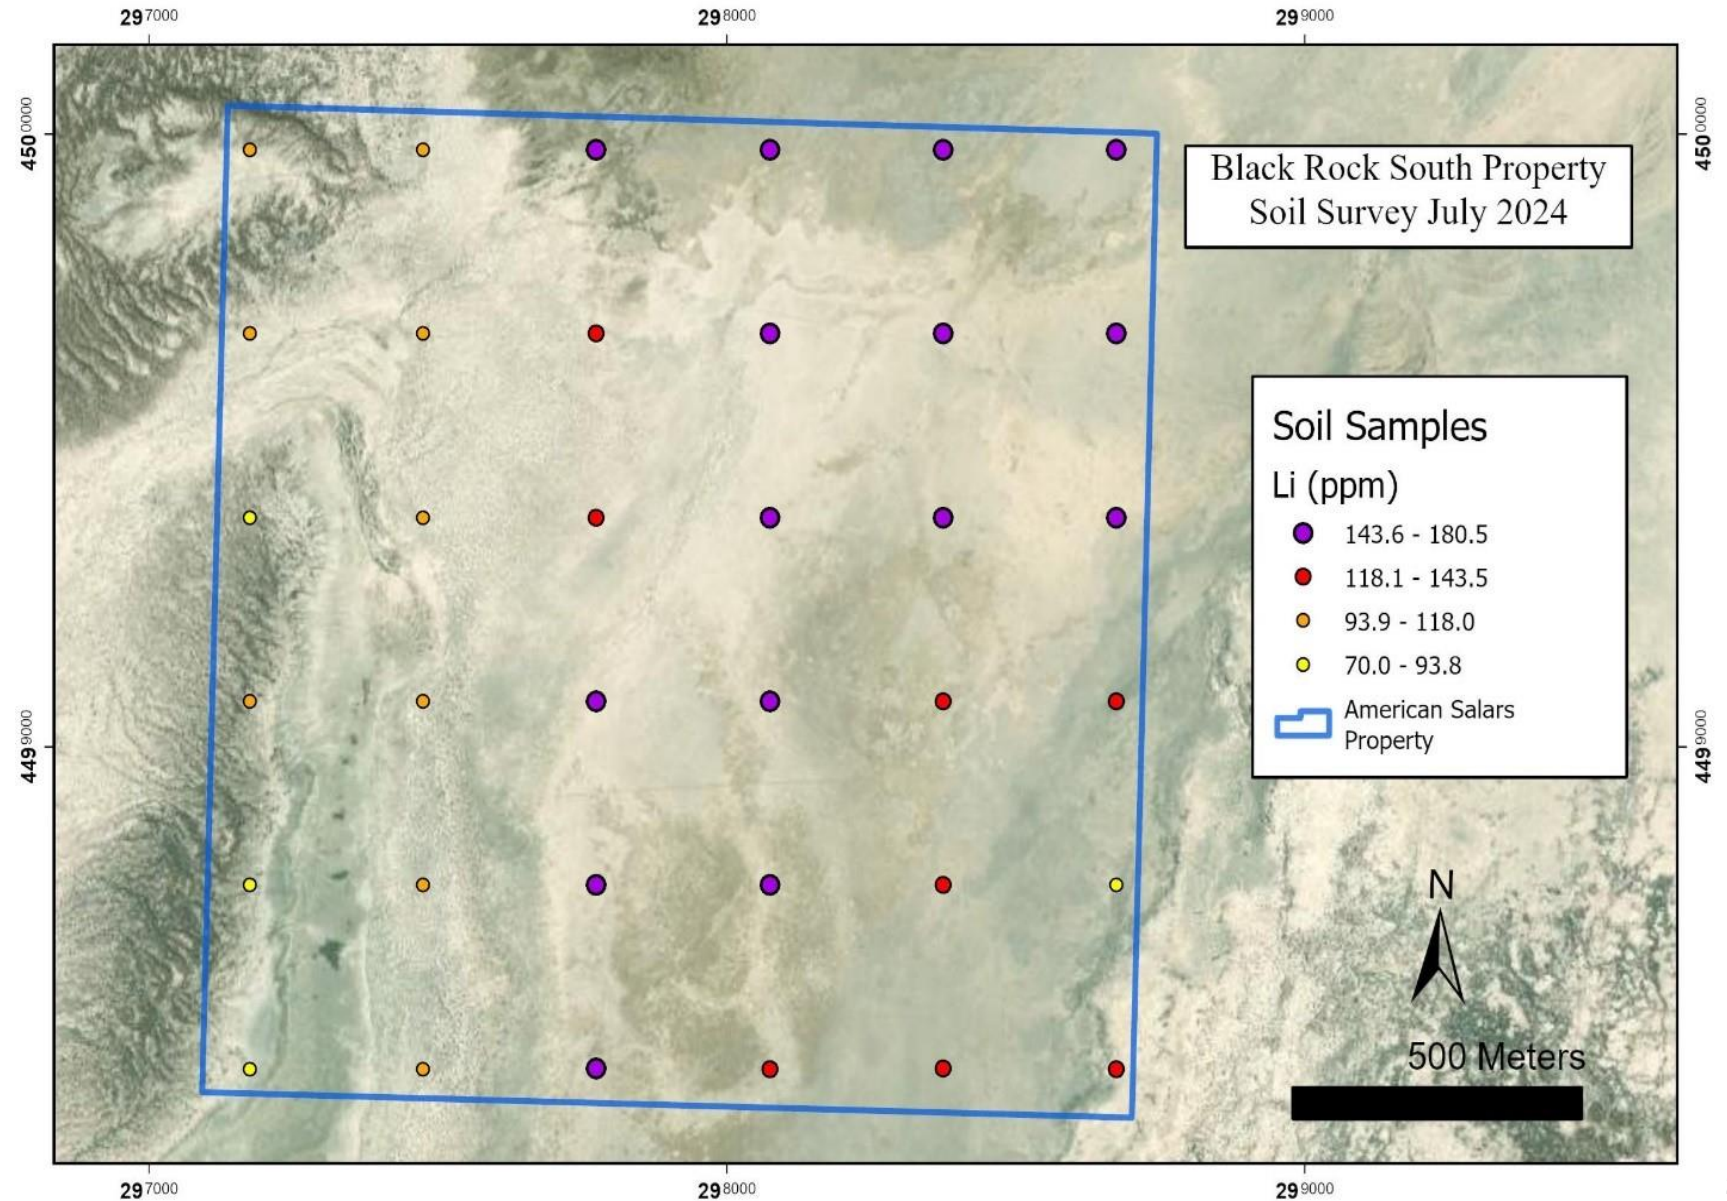 297000 298000 299000
4500000 4500000
Black Rock South Property
Soil Survey July 2024
Soil Samples
Li (ppm)
143.6 - 180.5
118.1 - 143.5
93.9 - 118.0
70.0 - 93.8
American Salars
Property
4499000 4499000
N
500 Meters
297000 298000 299000